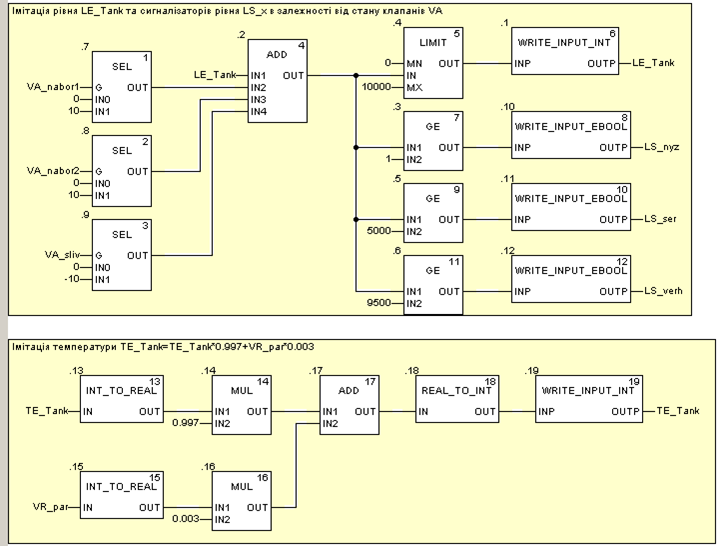 Імітація рівня LE_Tank та сигналізаторів рівня LS_x в залежності від стану клапанів VA
.7
SEL 1
VA_nabor1 G OUT
0 IN0
10 IN1
.8
SEL 2
VA_nabor2 G OUT
0 IN0
10 IN1
.9
SEL 3
VA_sliv G OUT
0 IN0
-10 IN1
.2
ADD 4
LE_Tank IN1 OUT
IN2
IN3
IN4
.4
LIMIT 5
0 MN OUT
IN
10000 MX
.1
WRITE_INPUT_INT 6
INP OUTP LE_Tank
.3
GE 7
IN1 OUT
1 IN2
.10
WRITE_INPUT_EBOOL 8
INP OUTP LS_nyz
.5
GE 9
IN1 OUT
5000 IN2
.11
WRITE_INPUT_EBOOL 10
INP OUTP LS_ser
.6
GE 11
IN1 OUT
9500 IN2
.12
WRITE_INPUT_EBOOL 12
INP OUTP LS_verh
Імітація температури TE_Tank=TE_Tank*0.997+VR_par*0.003
.13
INT_TO_REAL 13
TE_Tank IN OUT
.14
MUL 14
IN1 OUT
0.997 IN2
.17
ADD 17
IN1 OUT
IN2
.18
REAL_TO_INT 18
IN OUT
.19
WRITE_INPUT_INT 19
INP OUTP TE_Tank
.15
INT_TO_REAL 15
VR_par IN OUT
.16
MUL 16
IN1 OUT
0.003 IN2